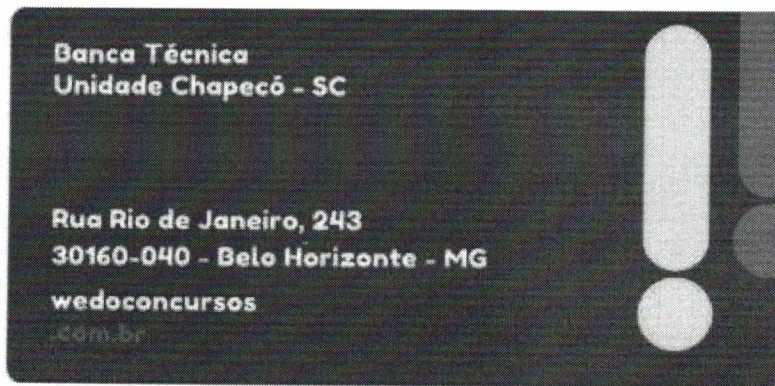 Banca Técnica
Unidade Chapecó - SC
Rua Rio de Janeiro, 243
30160-040 - Belo Horizonte - MG
wedoconcursos
.com.br